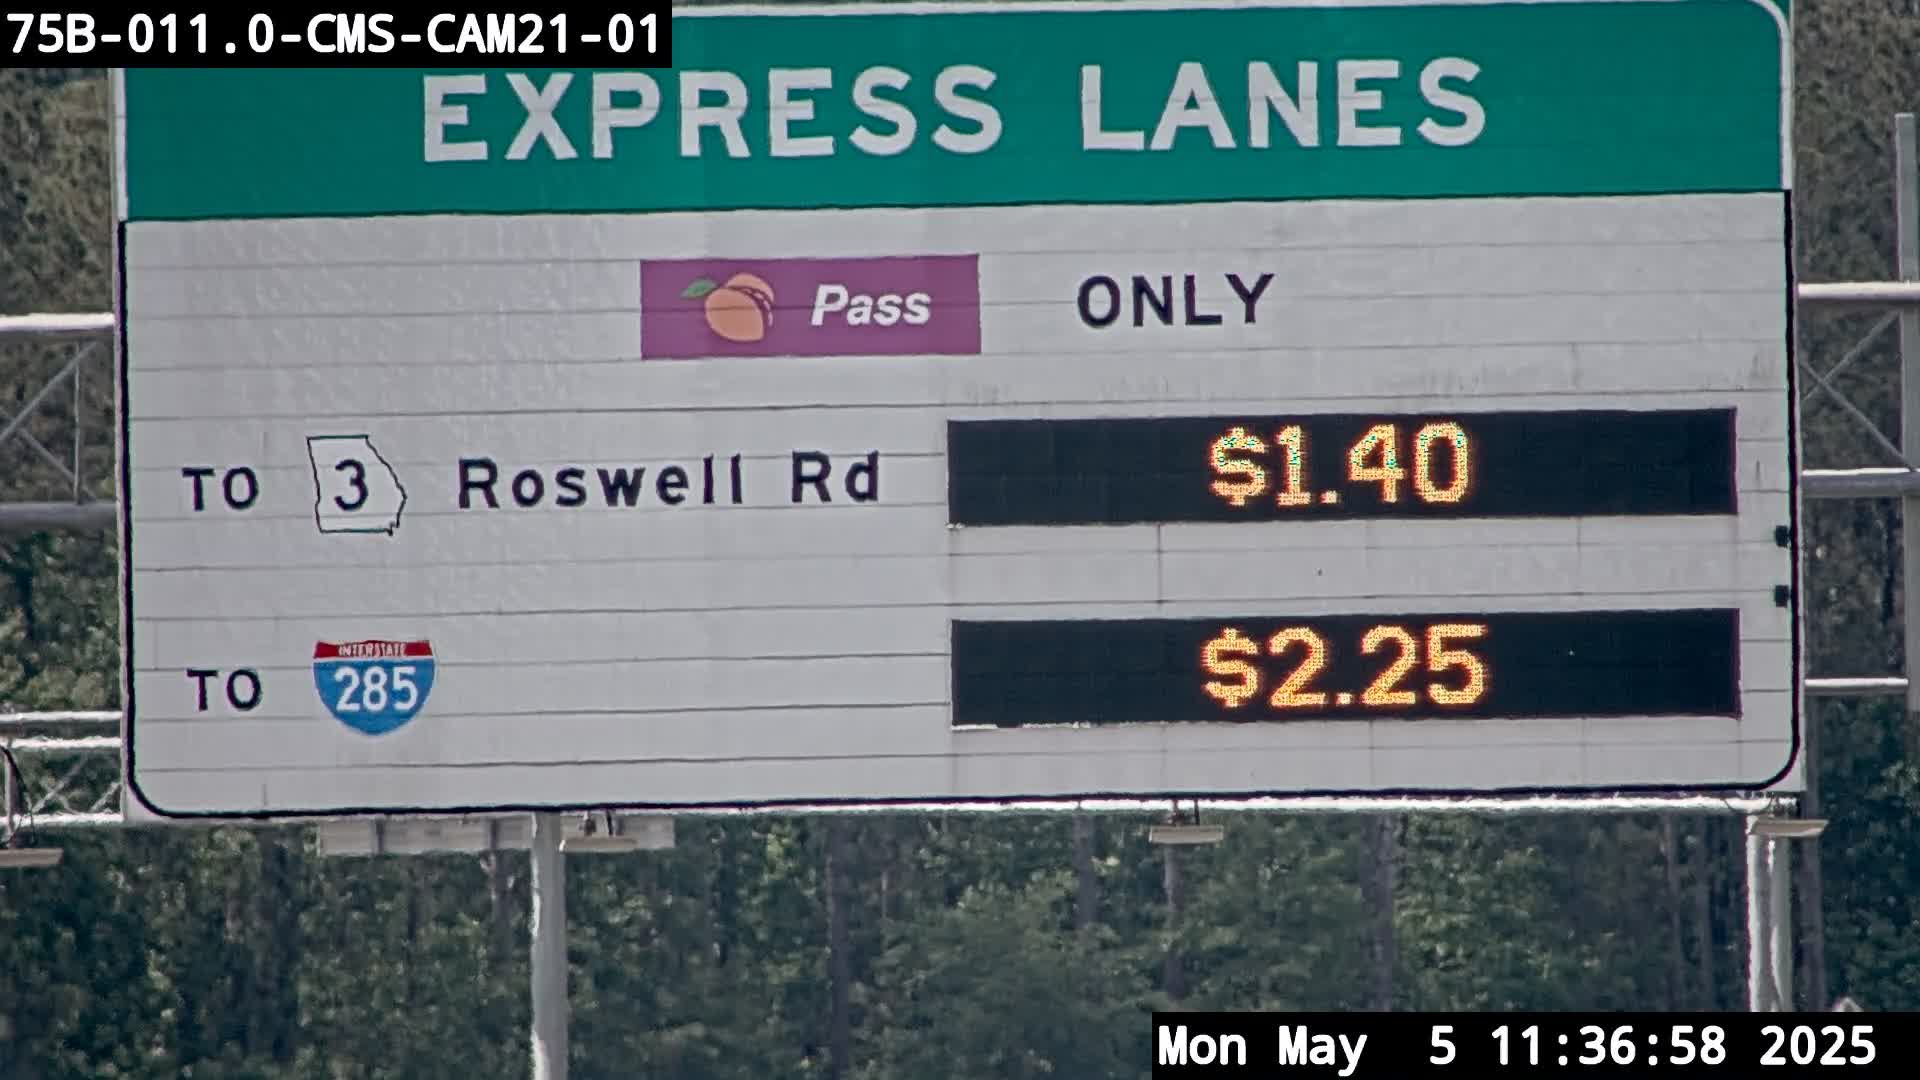 75B-011.0-CMS-CAM21-01
EXPRESS LANES
Pass ONLY
TO 3 Roswell Rd $1.40
TO INTERSTATE 285 $2.25
Mon May 5 11:36:58 2025